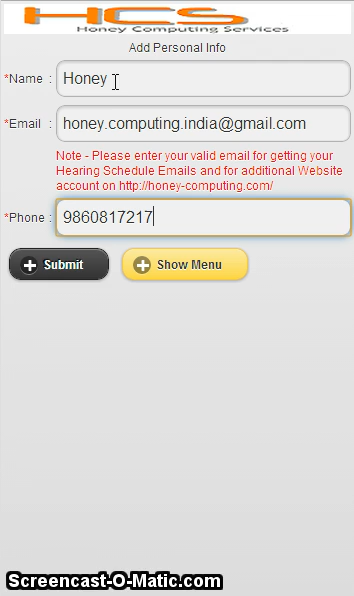 HCS
Honey Computing Services
Add Personal Info
*Name : Honey
*Email : honey.computing.india@gmail.com
Note - Please enter your valid email for getting your
Hearing Schedule Emails and for additional Website
account on http://honey-computing.com/
*Phone : 9860817217
Submit
Show Menu
Screencast-O-Matic.com